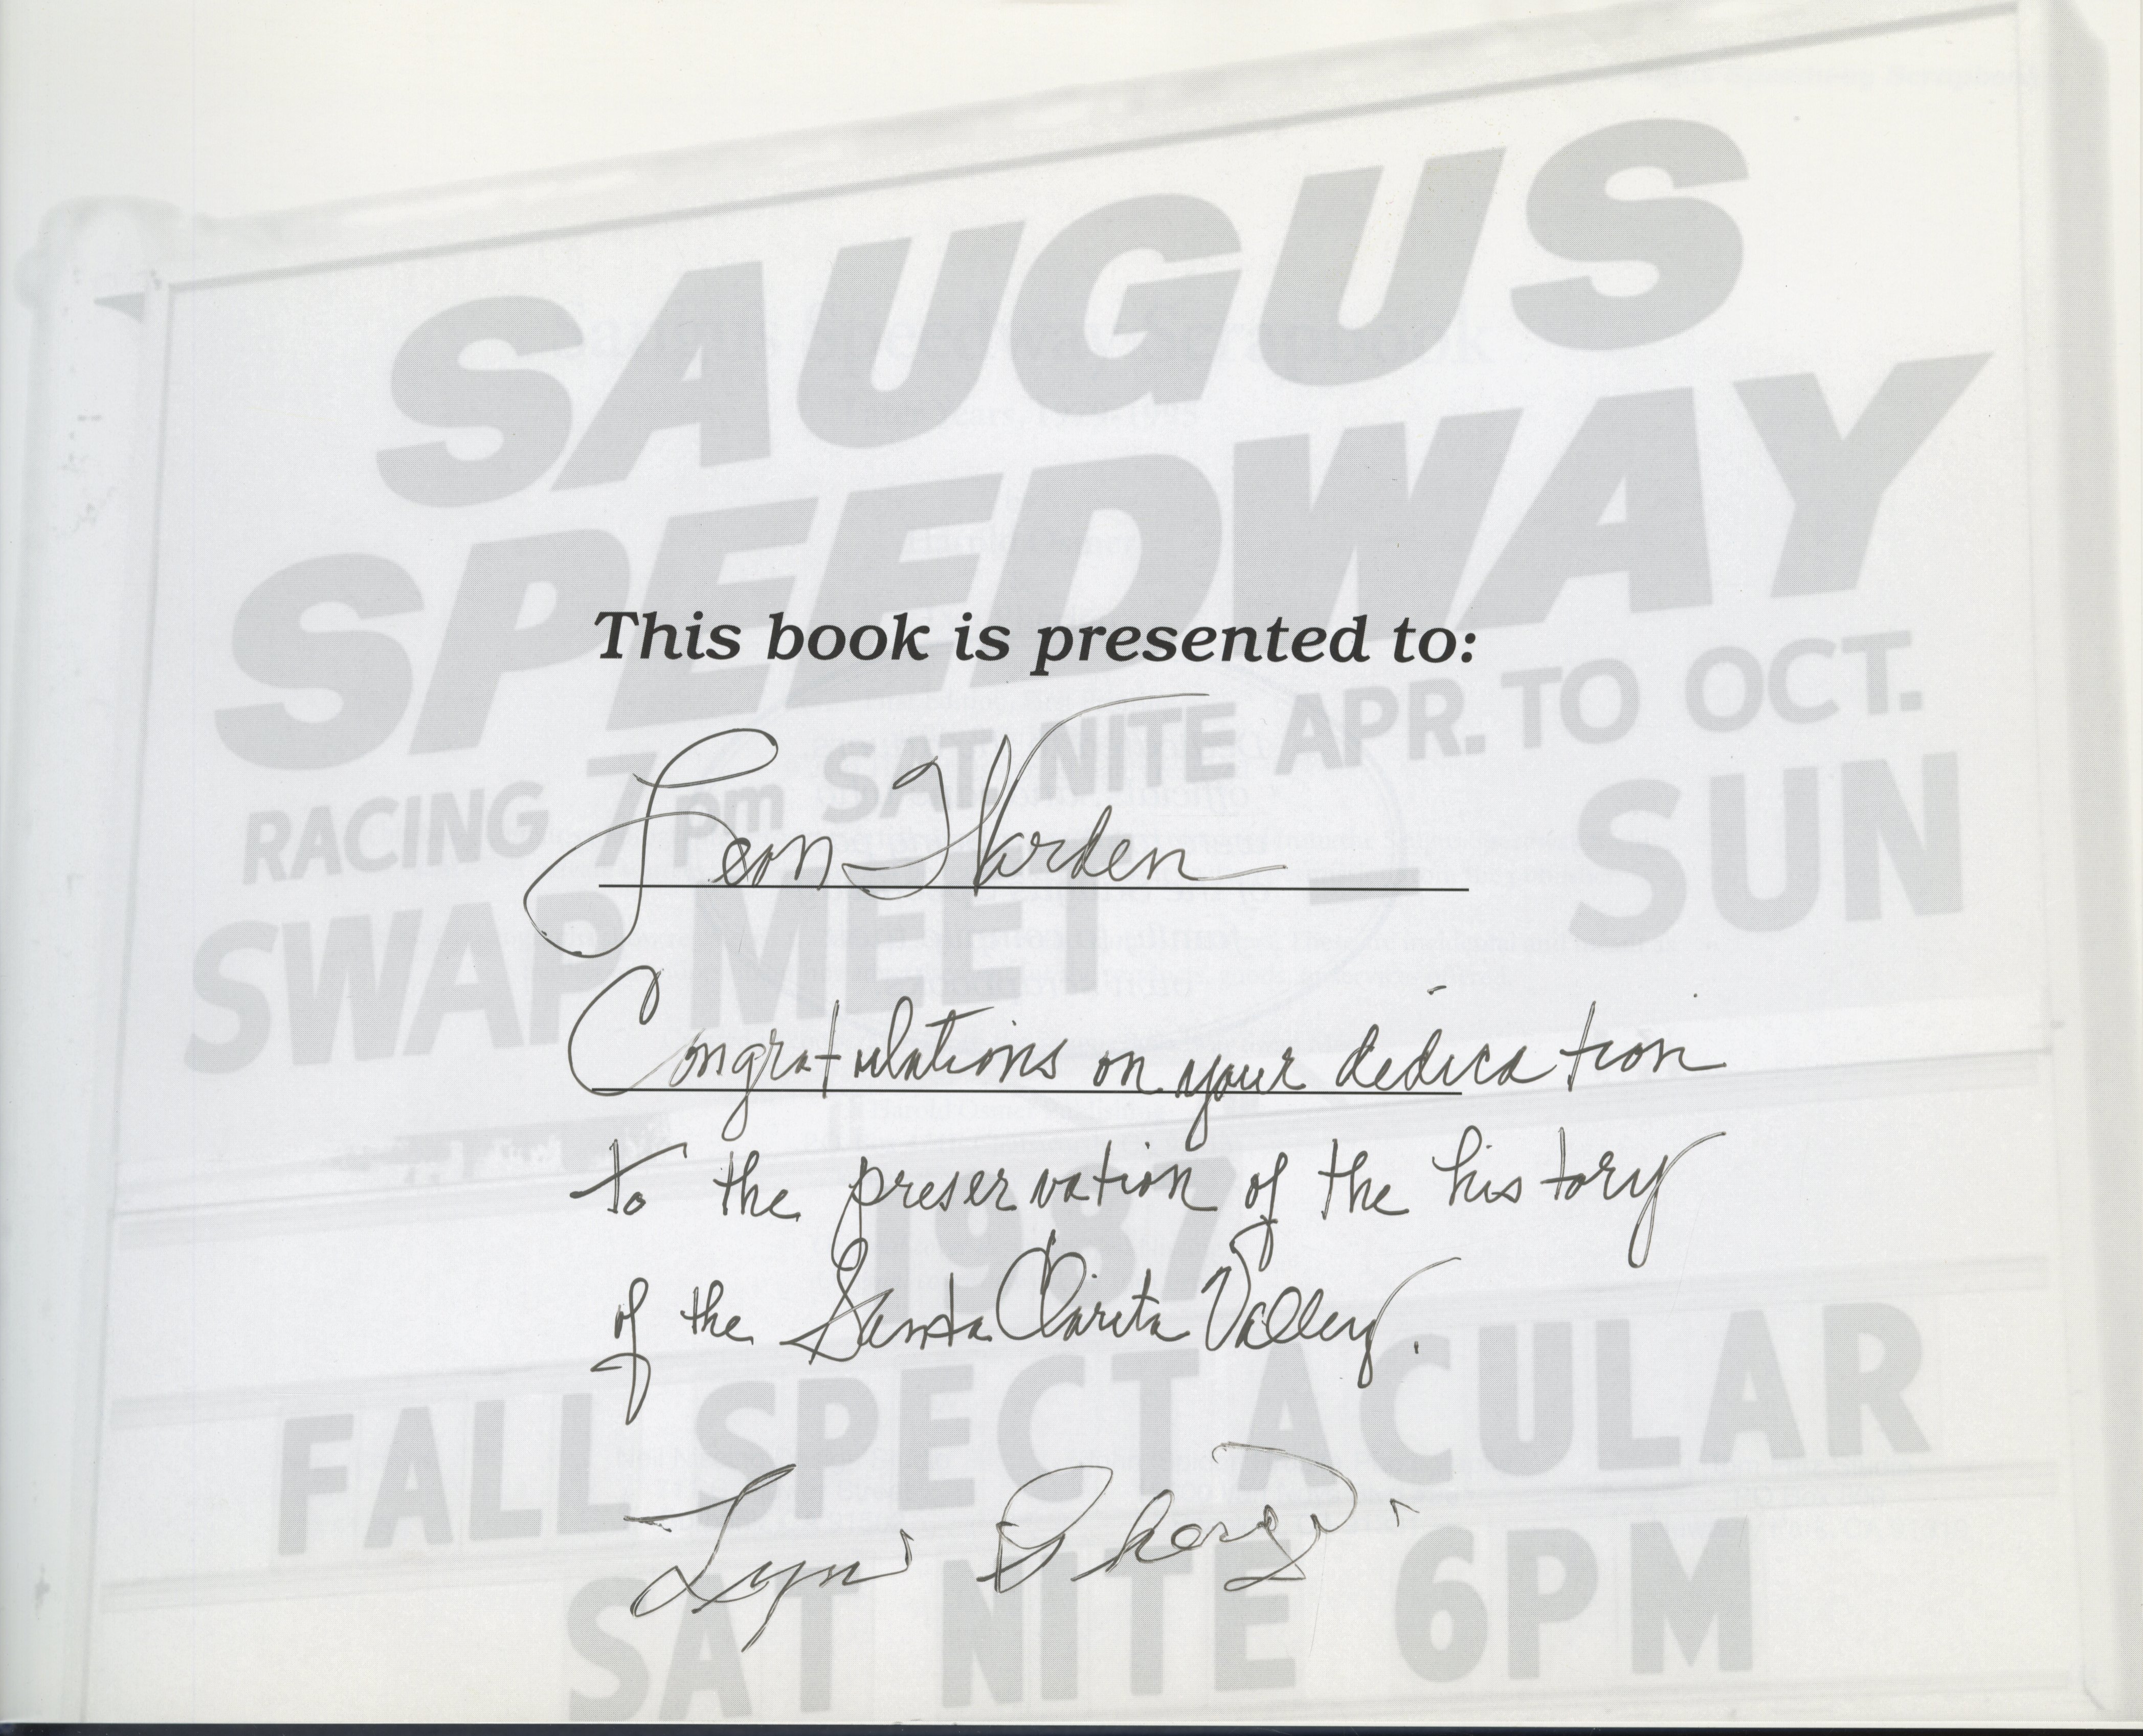 SAUGUS
SPEEDWAY
This book is presented to:
RACING 7pm SAT NITE APR. TO OCT.
Leon Worden
SWAP MEET — SUN
Congratulations on your dedication
to the preservation of the history
1987
of the Santa Clarita Valley.
FALL SPECTACULAR
SAT NITE 6PM